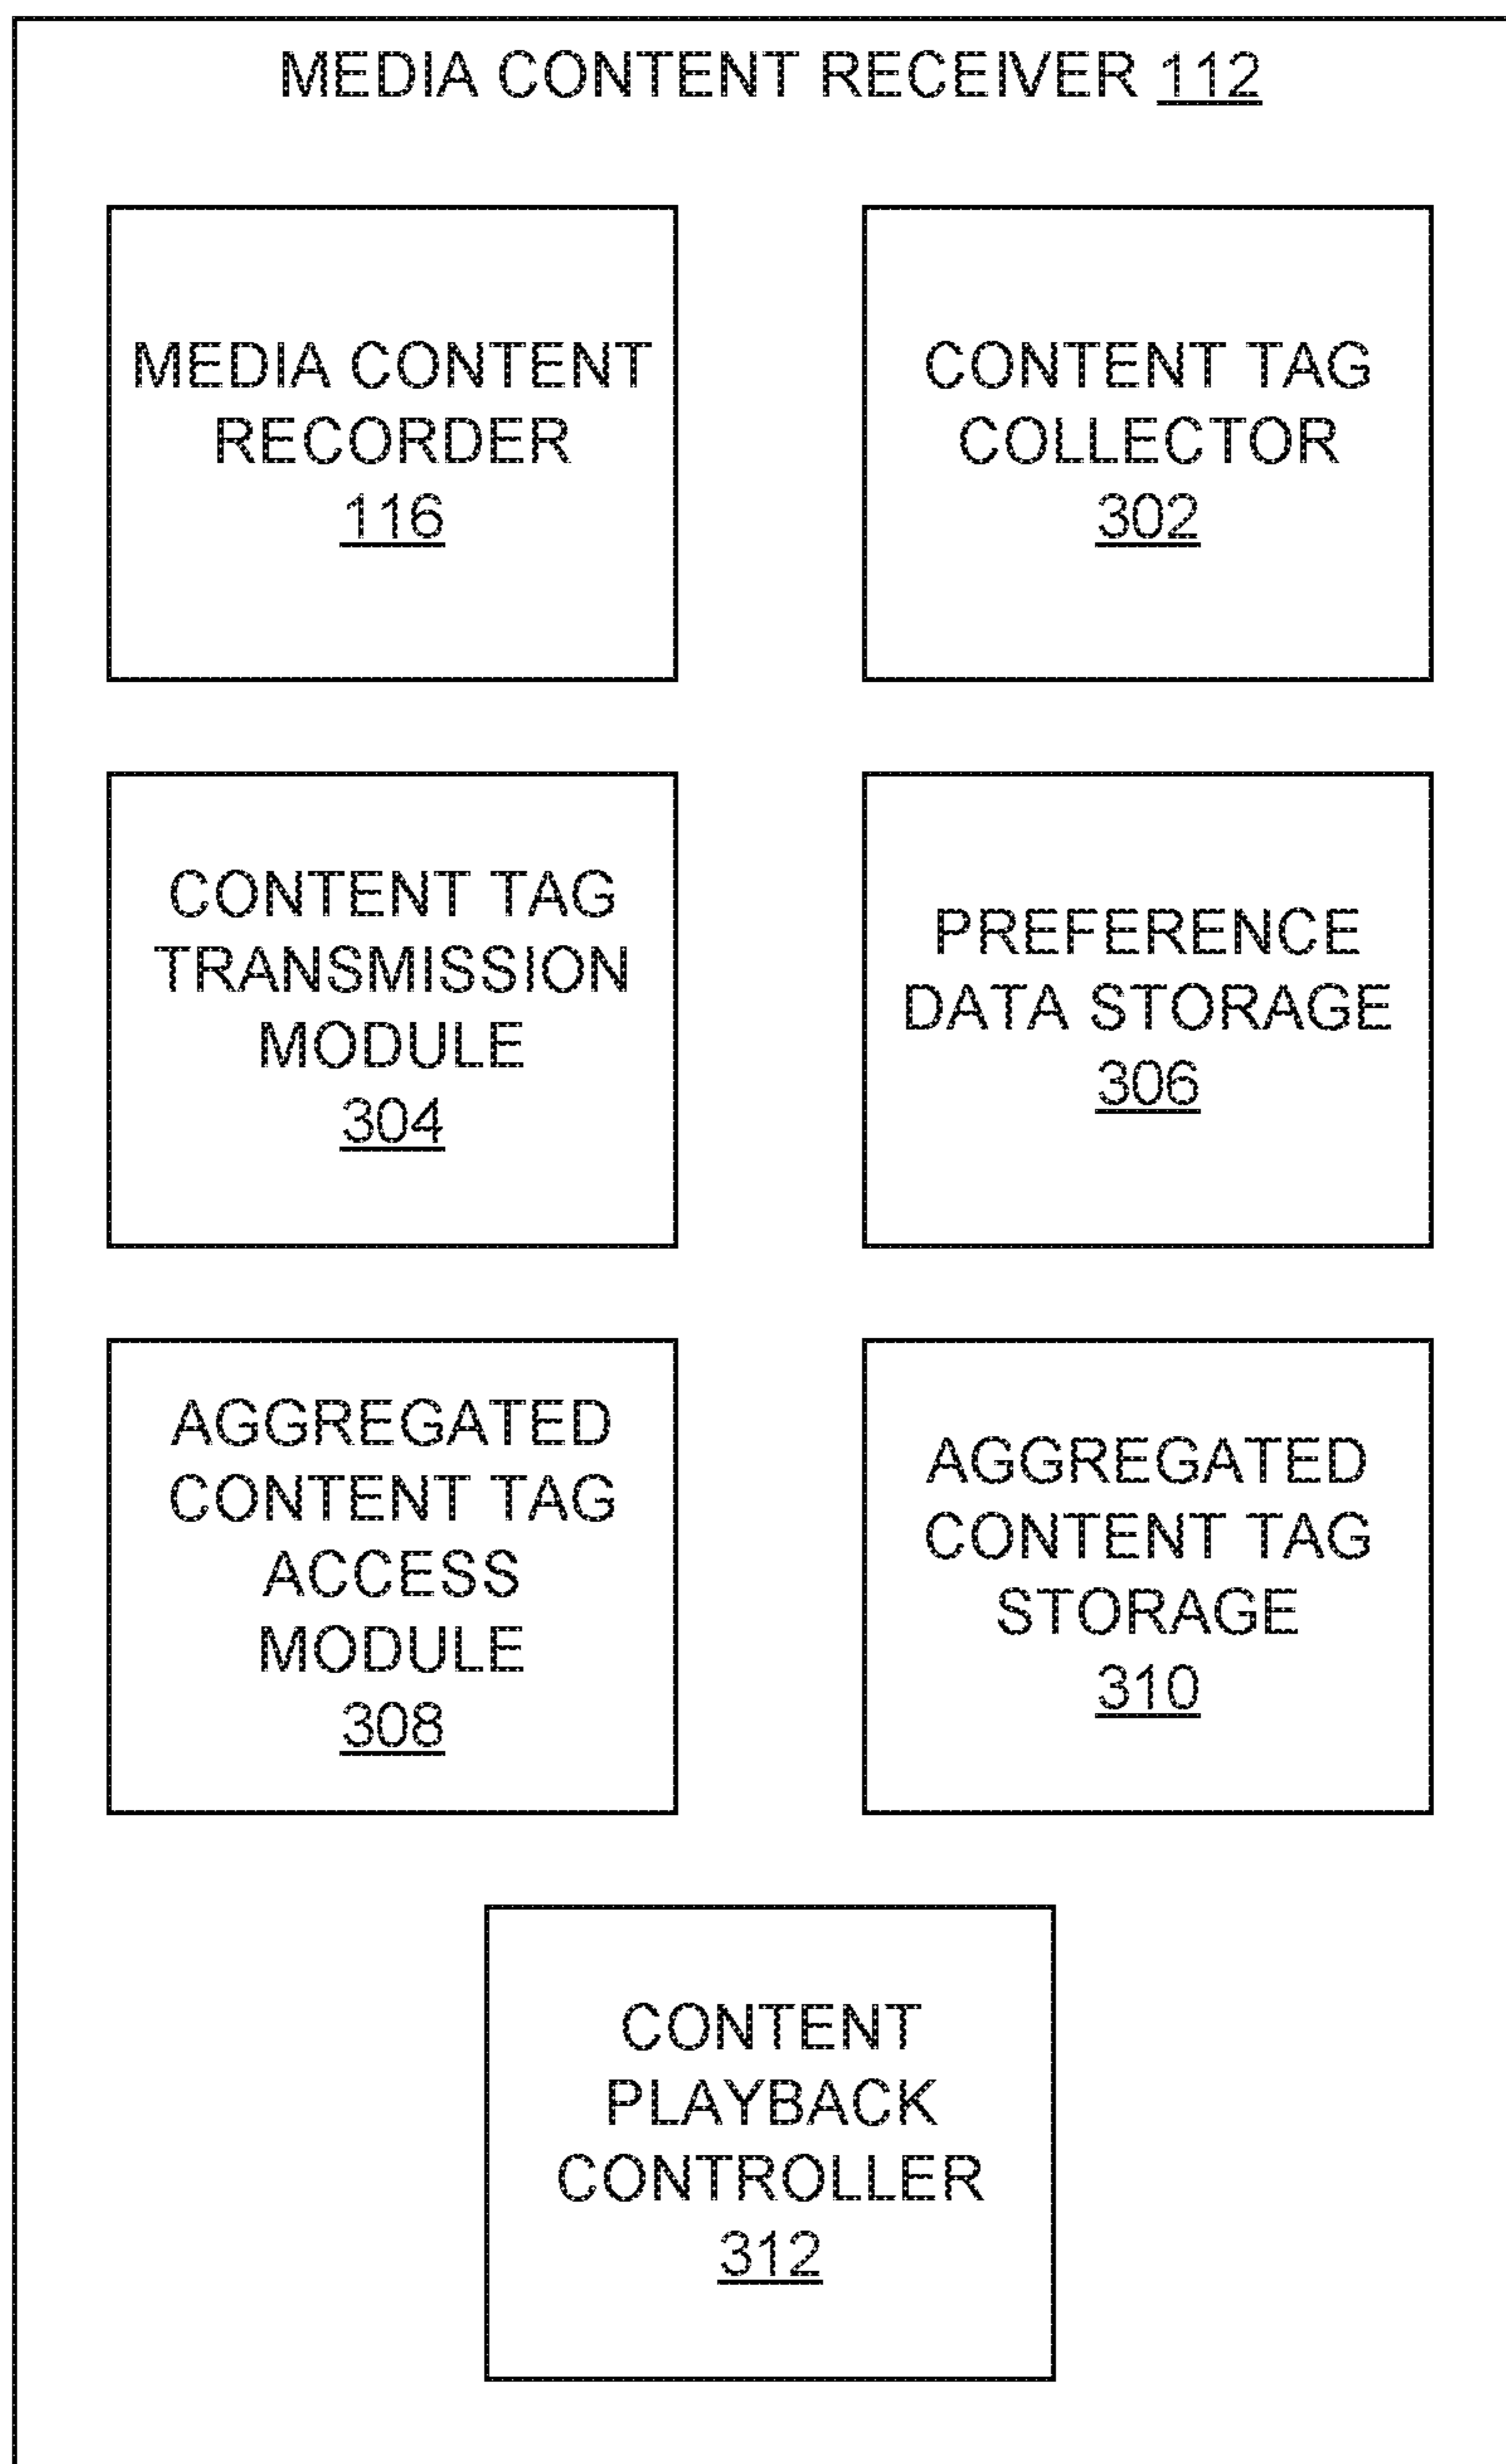 MEDIA CONTENT RECEIVER 112
MEDIA CONTENT
RECORDER
116
CONTENT TAG
COLLECTOR
302
CONTENT TAG
TRANSMISSION
MODULE
304
PREFERENCE
DATA STORAGE
306
AGGREGATED
CONTENT TAG
ACCESS
MODULE
308
AGGREGATED
CONTENT TAG
STORAGE
310
CONTENT
PLAYBACK
CONTROLLER
312